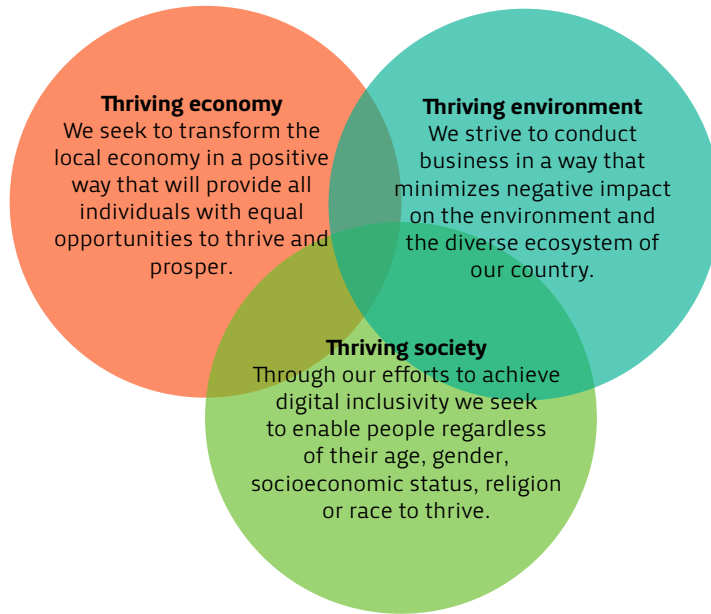 Thriving economy
We seek to transform the
local economy in a positive
way that will provide all
individuals with equal
opportunities to thrive and
prosper.
Thriving environment
We strive to conduct
business in a way that
minimizes negative impact
on the environment and
the diverse ecosystem of
our country.
Thriving society
Through our efforts to achieve
digital inclusivity we seek
to enable people regardless
of their age, gender,
socioeconomic status, religion
or race to thrive.